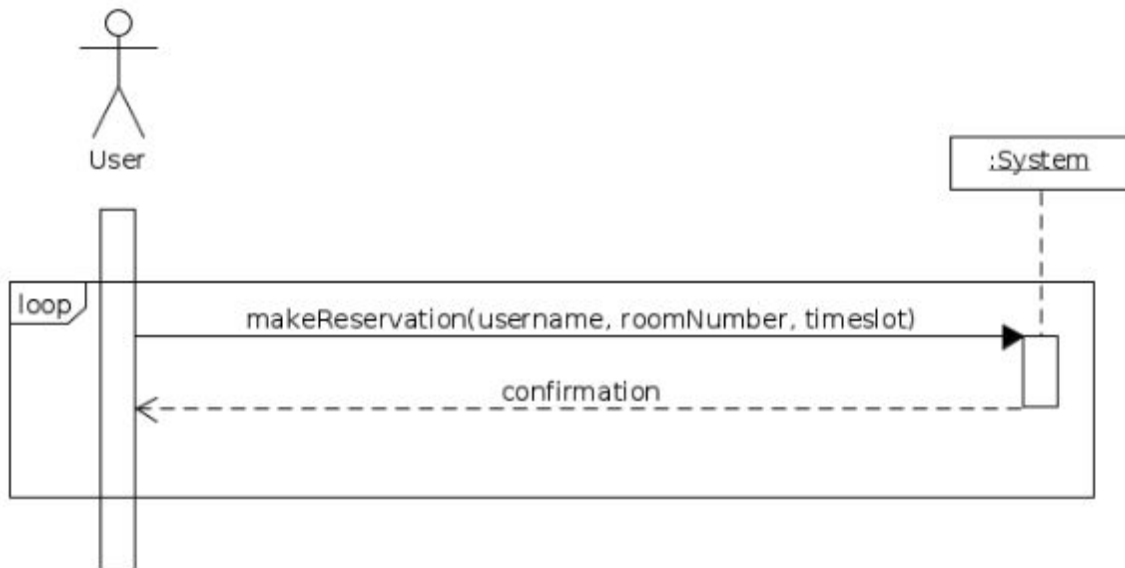 User
:System
loop
makeReservation(username, roomNumber, timeslot)
confirmation